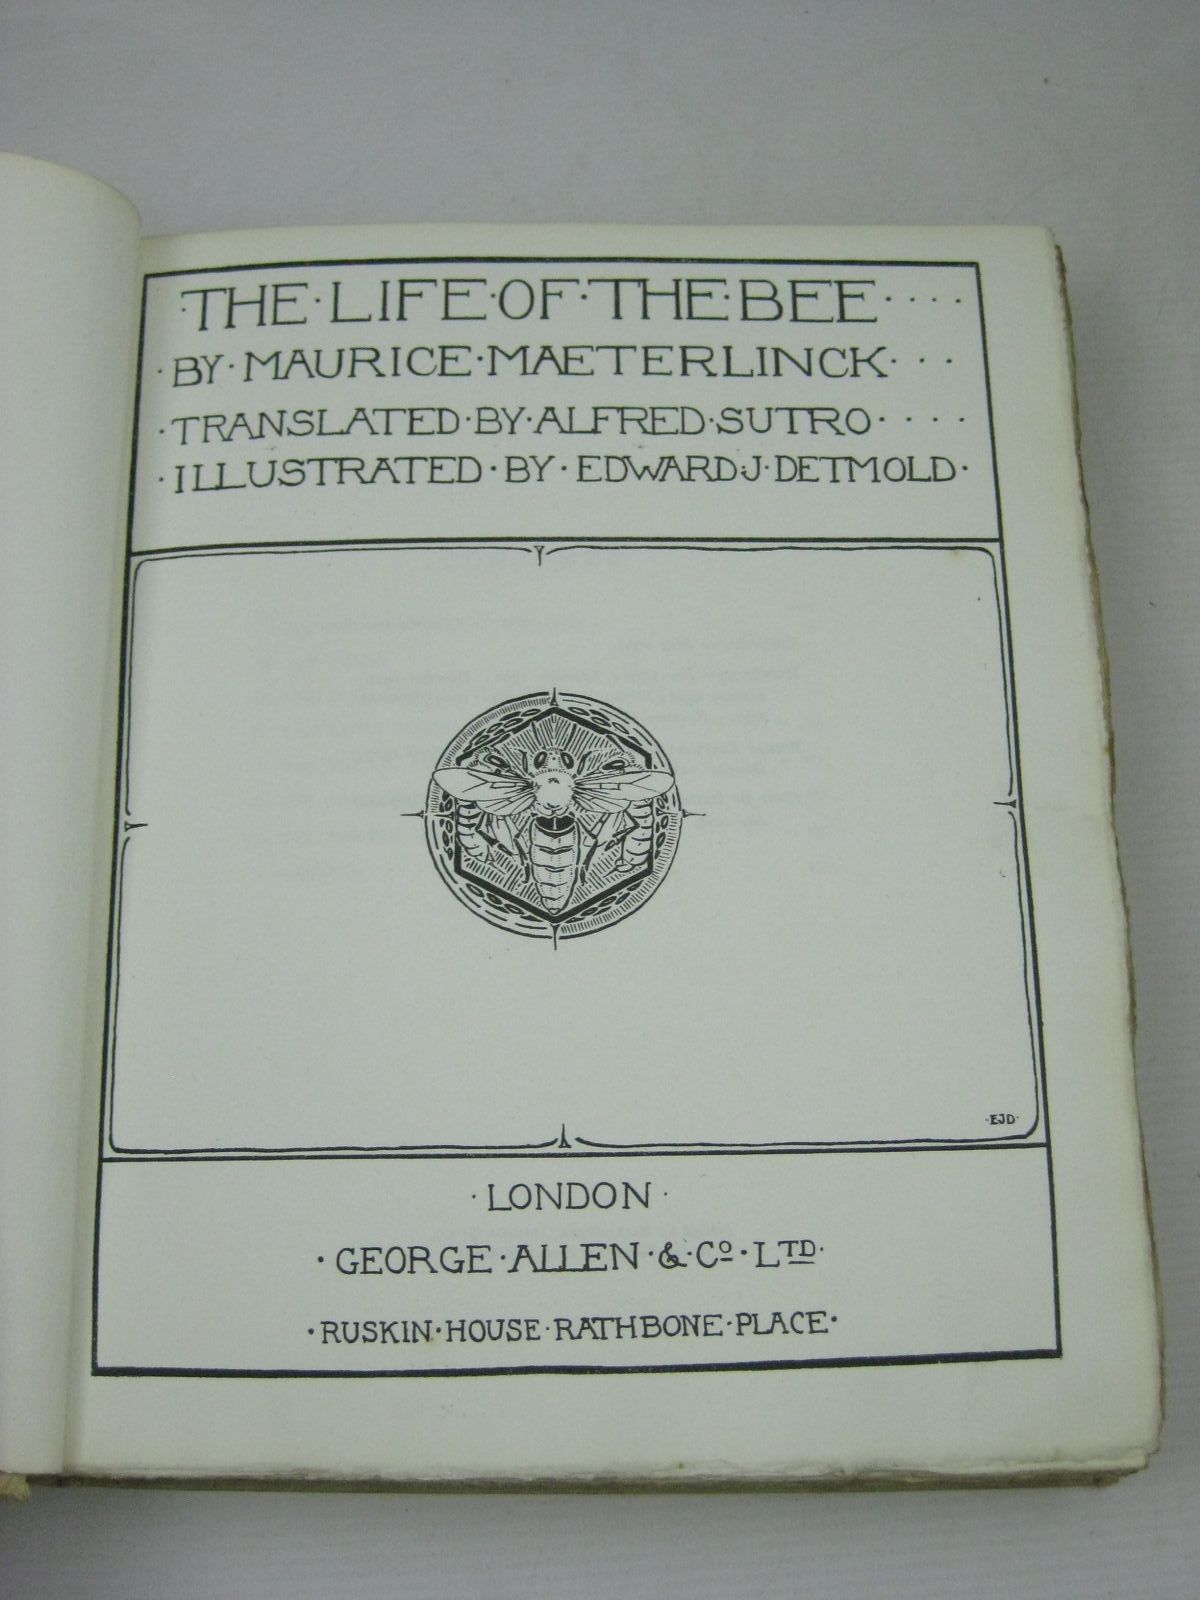 ·THE·LIFE·OF·THE·BEE····
·BY·MAURICE·MAETERLINCK···
·TRANSLATED·BY·ALFRED·SUTRO····
·ILLUSTRATED·BY·EDWARD·J·DETMOLD·
·EJD·
·LONDON·
·GEORGE·ALLEN·&·Cº·LTD·
·RUSKIN·HOUSE·RATHBONE·PLACE·